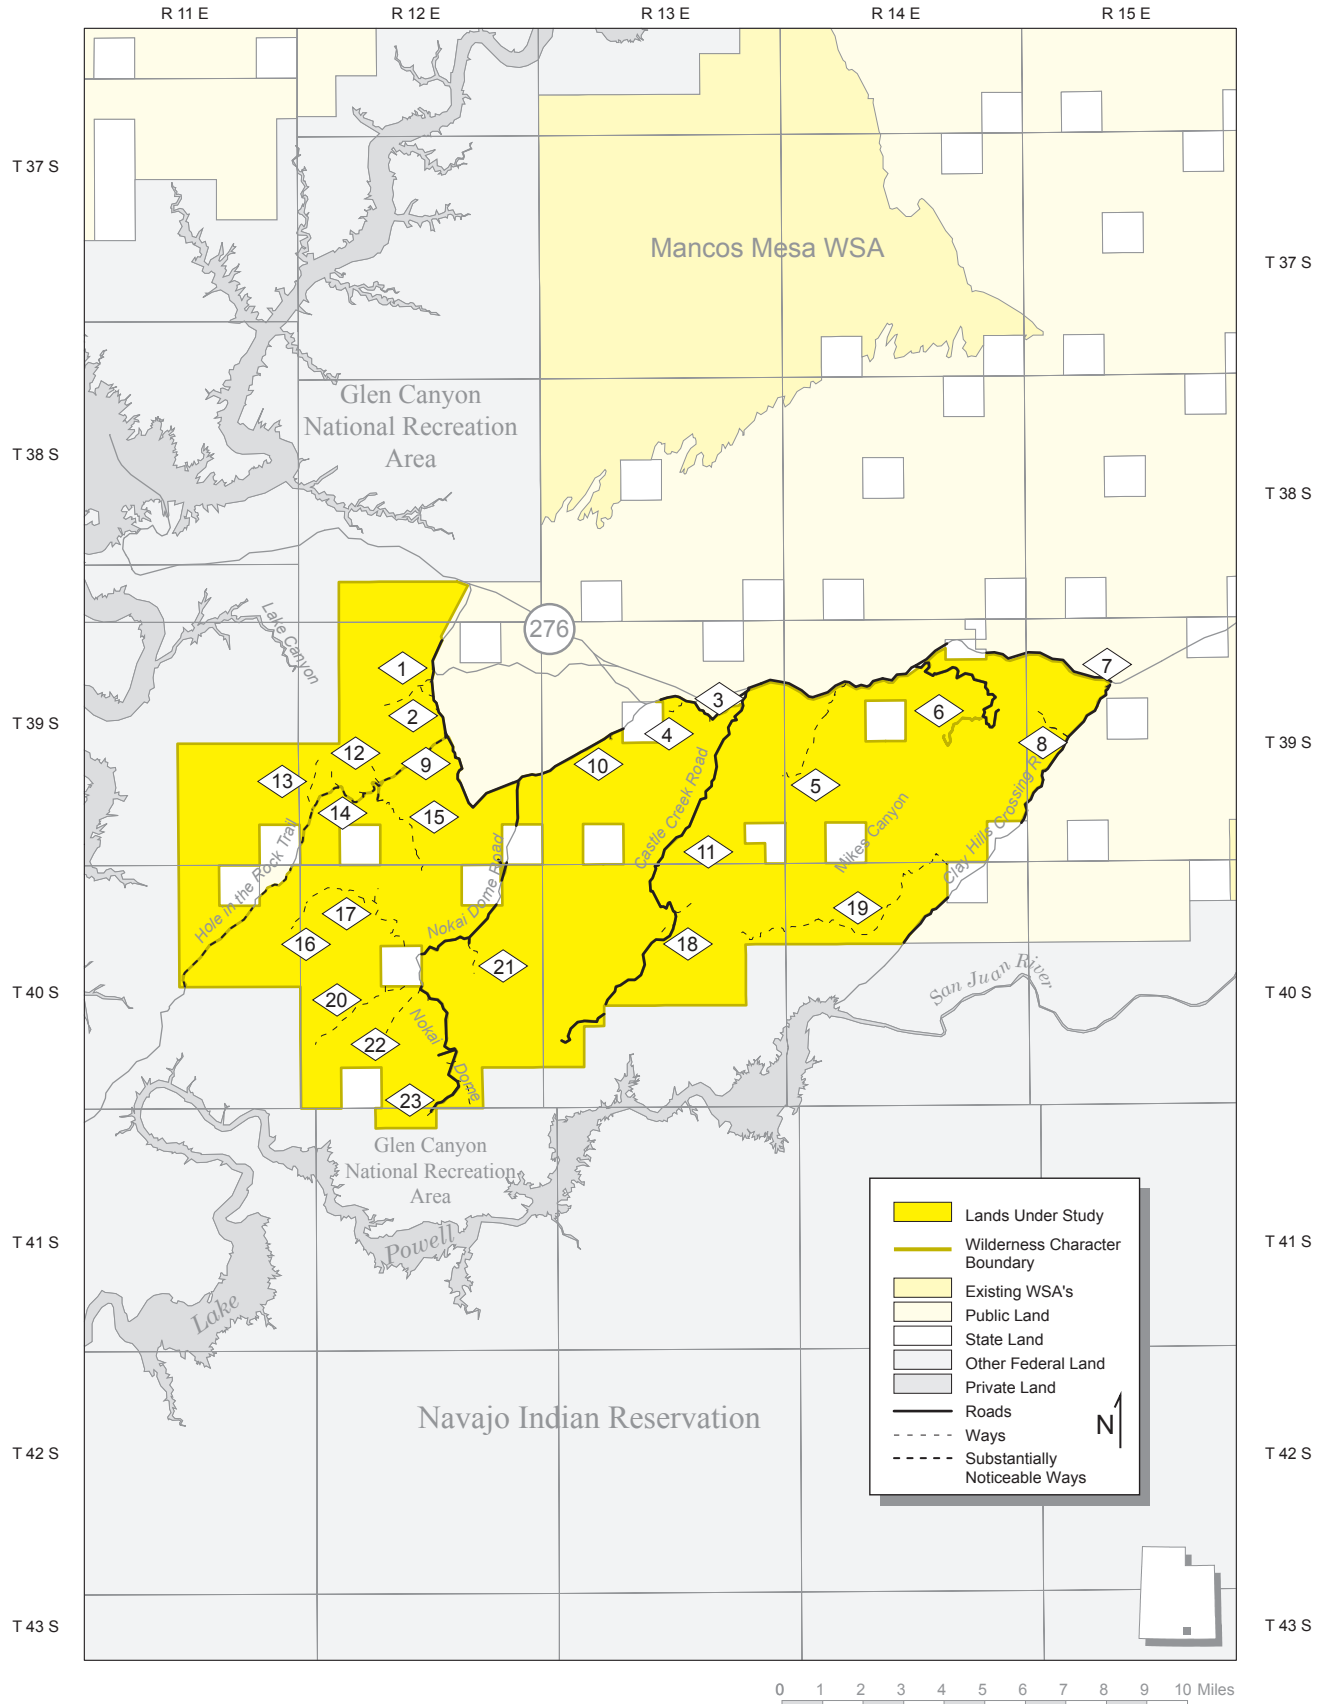 R 11 E
R 12 E
R 13 E
R 14 E
R 15 E
T 37 S
T 37 S
Mancos Mesa WSA
Glen Canyon
National Recreation
Area
T 38 S
T 38 S
Lake Canyon
276
1
2
3
4
5
6
7
8
9
10
11
12
13
14
15
16
17
18
19
20
21
22
23
T 39 S
T 39 S
Castle Creek Road
Mikes Canyon
Clay Hills Crossing R
Hole in the Rock Trail
Nokai Dome Road
San Juan River
T 40 S
T 40 S
Nokai
Dome
Glen Canyon
National Recreation
Area
Powell
Lake
T 41 S
T 41 S
Lands Under Study
Wilderness Character
Boundary
Existing WSA's
Public Land
State Land
Other Federal Land
Private Land
Roads
Ways
Substantially
Noticeable Ways
N
Navajo Indian Reservation
T 42 S
T 42 S
T 43 S
T 43 S
0 1 2 3 4 5 6 7 8 9 10 Miles